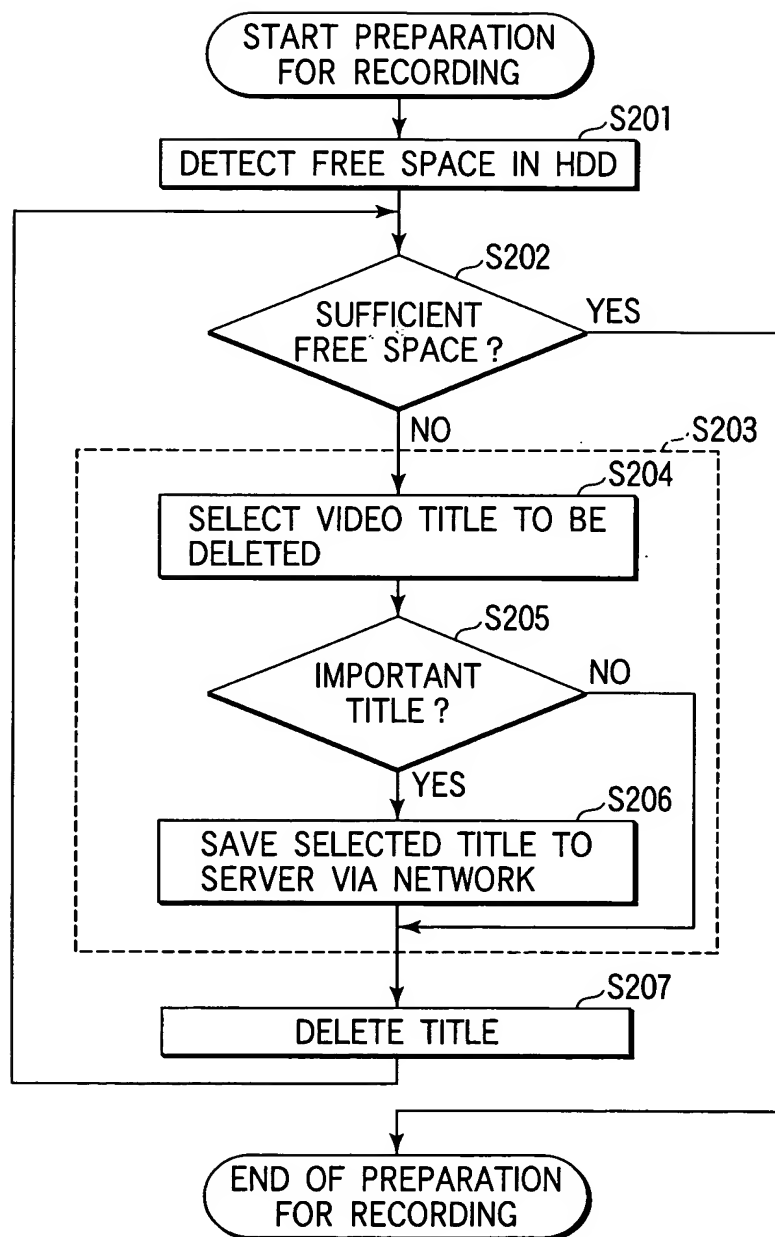 START PREPARATION
FOR RECORDING
S201
DETECT FREE SPACE IN HDD
S202
SUFFICIENT
FREE SPACE?
YES
NO
S203
S204
SELECT VIDEO TITLE TO BE
DELETED
S205
IMPORTANT
TITLE?
NO
YES
S206
SAVE SELECTED TITLE TO
SERVER VIA NETWORK
S207
DELETE TITLE
END OF PREPARATION
FOR RECORDING